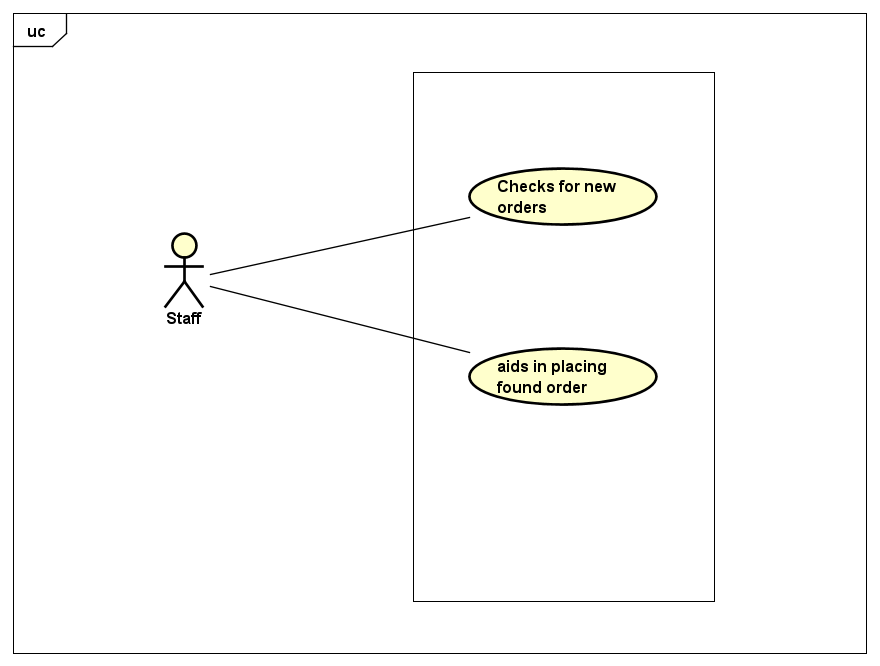 uc
Checks for new
orders
Staff
aids in placing
found order